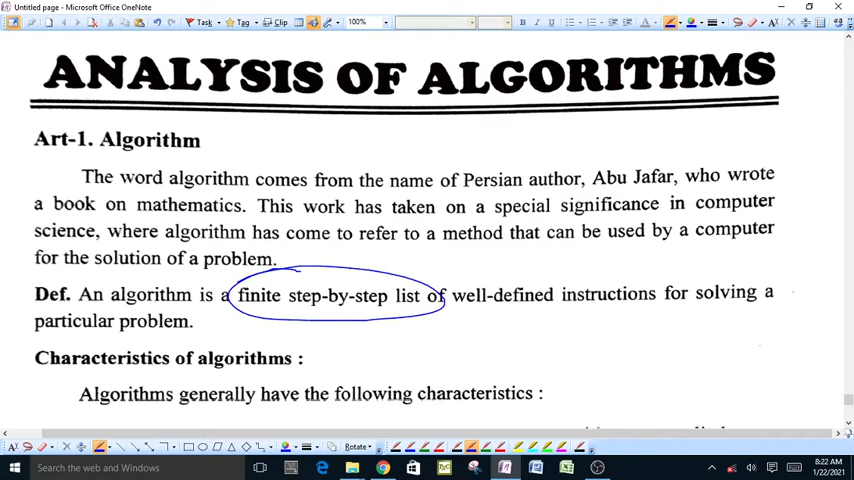 Untitled page - Microsoft Office OneNote
Task Tag Clip 100%
ANALYSIS OF ALGORITHMS
Art-1. Algorithm
The word algorithm comes from the name of Persian author, Abu Jafar, who wrote
a book on mathematics. This work has taken on a special significance in computer
science, where algorithm has come to refer to a method that can be used by a computer
for the solution of a problem.
Def. An algorithm is a finite step-by-step list of well-defined instructions for solving a
particular problem.
Characteristics of algorithms :
Algorithms generally have the following characteristics :
Rotate
Search the web and Windows
8:22 AM
1/22/2021